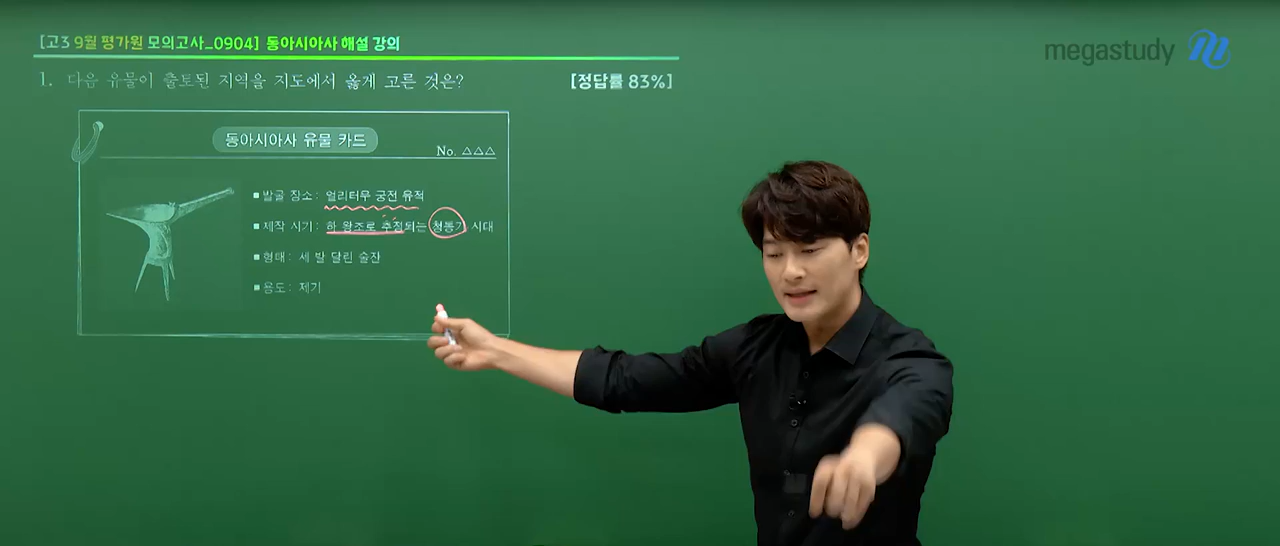 [고3 9월 평가원 모의고사_0904] 동아시아사 해설 강의
megastudy
1. 다음 유물이 출토된 지역을 지도에서 옳게 고른 것은?
[정답률 83%]
동아시아사 유물 카드
No. △△△
■ 발굴 장소 : 얼리터우 궁전 유적
■ 제작 시기 : 하 왕조로 추정되는 청동기 시대
■ 형태 : 세 발 달린 술잔
■ 용도 : 제기